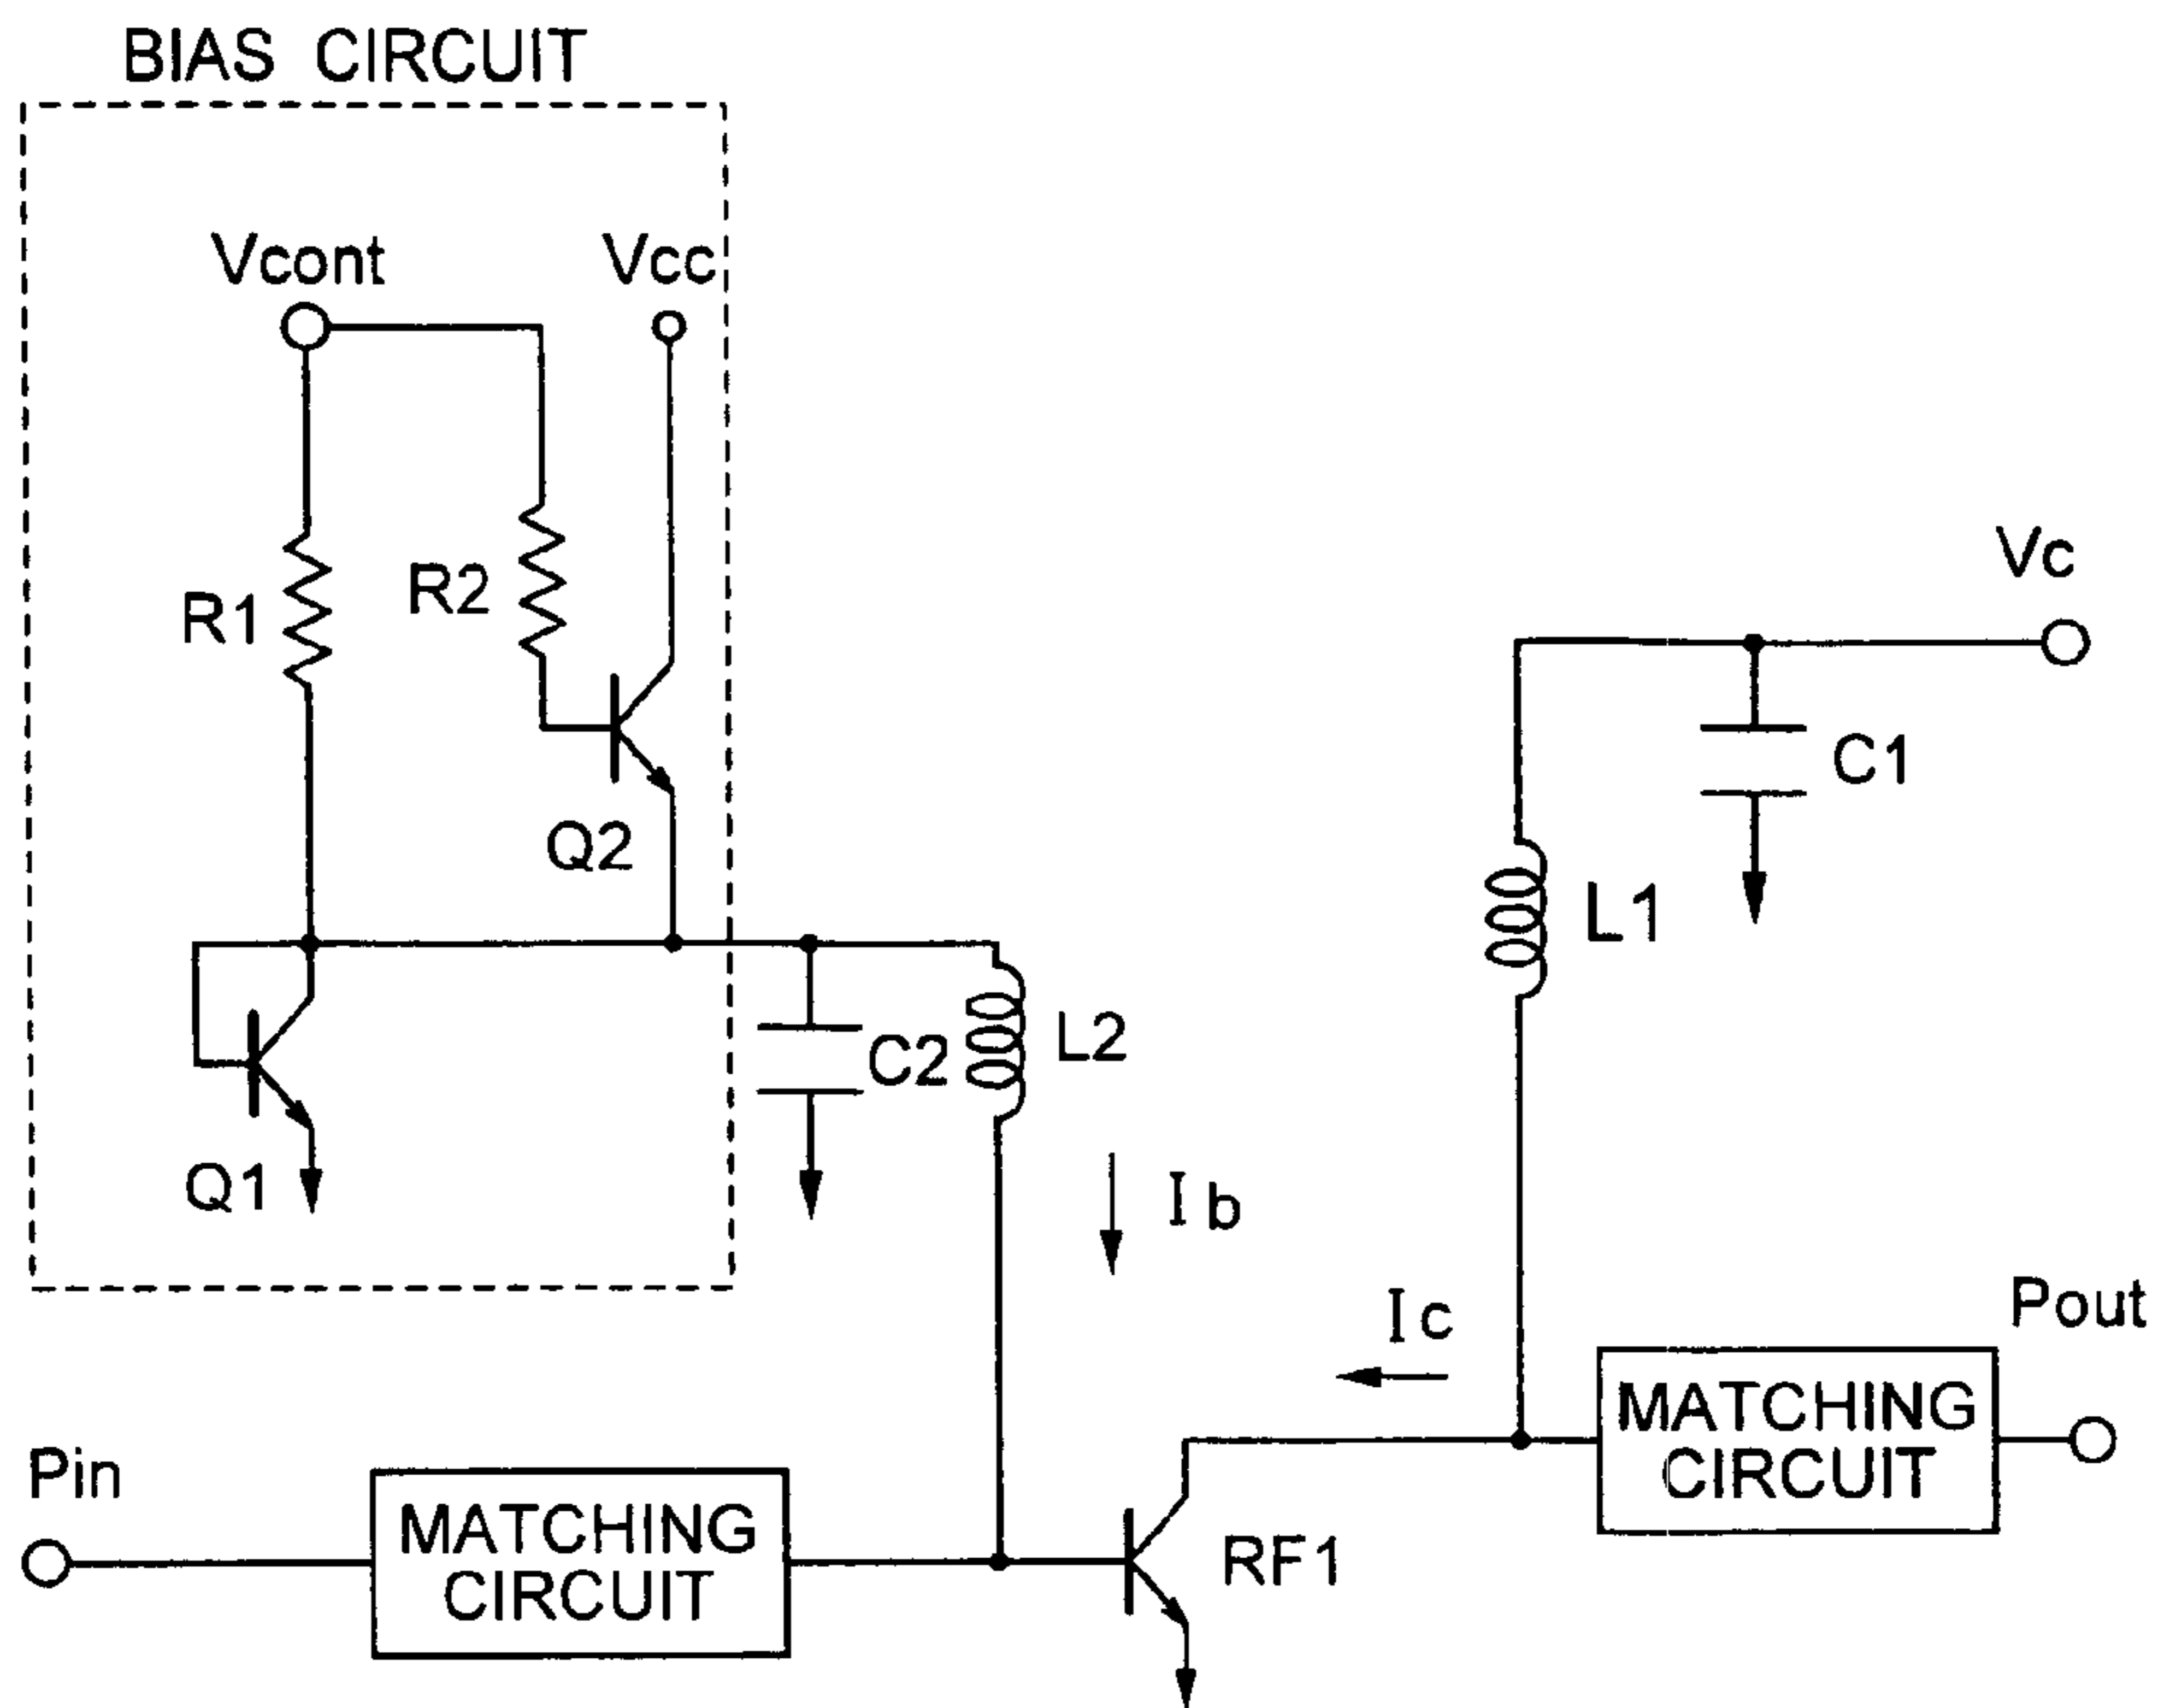 BIAS CIRCUIT
Vcont
Vcc
R1
R2
Q2
Vc
C1
L1
C2
L2
Q1
Ib
Ic
Pout
MATCHING
CIRCUIT
Pin
MATCHING
CIRCUIT
RF1